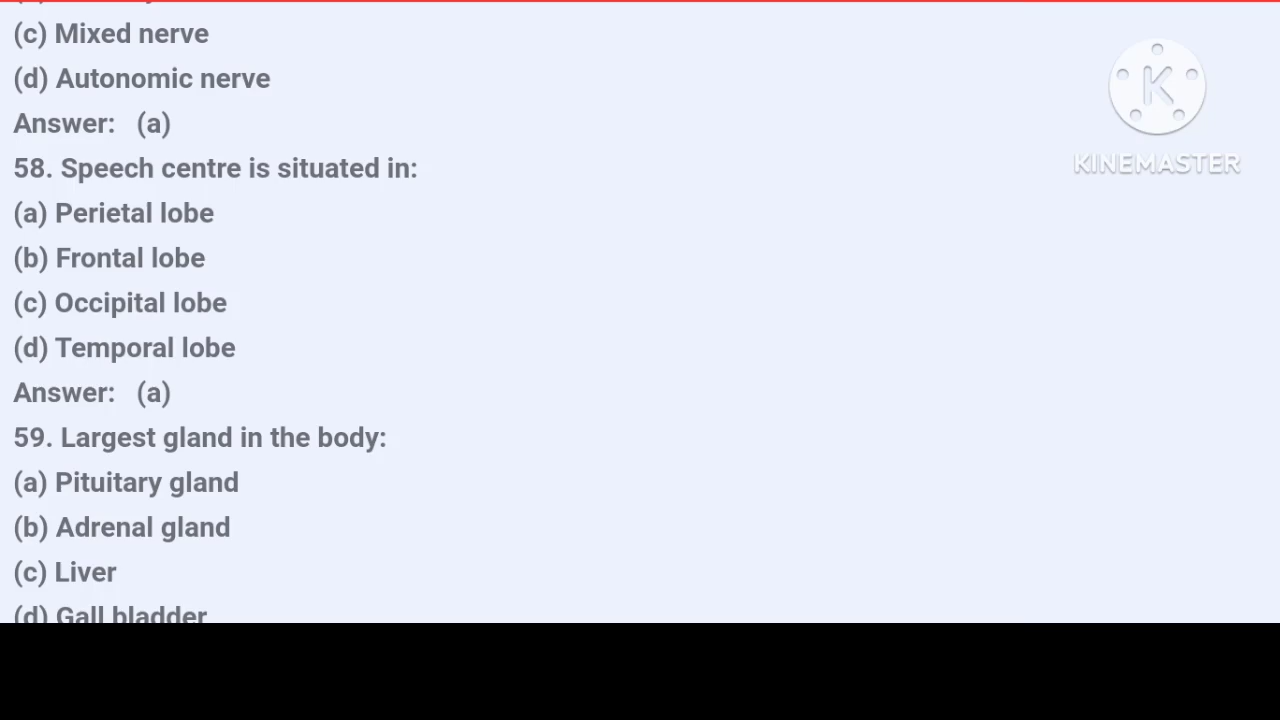 (c) Mixed nerve
(d) Autonomic nerve
Answer: (a)
58. Speech centre is situated in:
(a) Perietal lobe
(b) Frontal lobe
(c) Occipital lobe
(d) Temporal lobe
Answer: (a)
59. Largest gland in the body:
(a) Pituitary gland
(b) Adrenal gland
(c) Liver
(d) Gall bladder
K
KINEMASTER